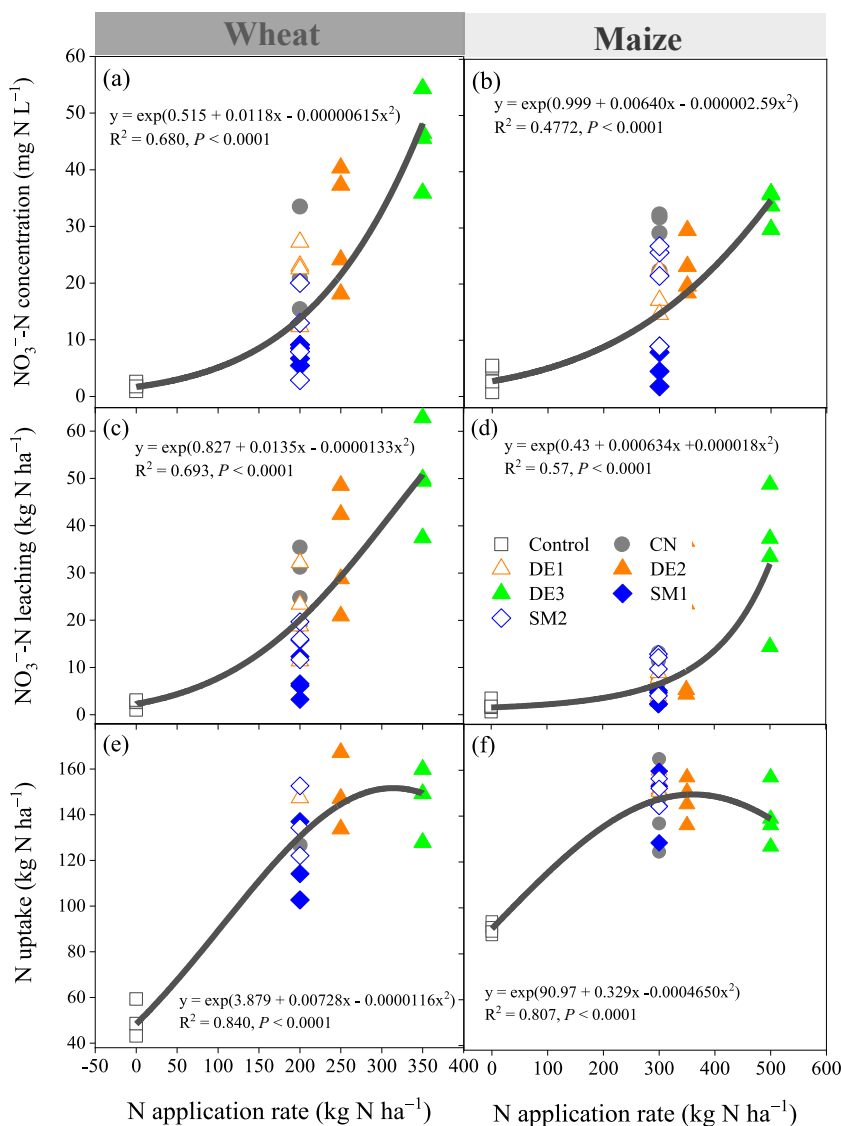 Wheat
Maize
(a)
y = exp(0.515 + 0.0118x - 0.00000615x²)
R² = 0.680, P < 0.0001
NO₃⁻-N concentration (mg N L⁻¹)
60
50
40
30
20
10
0
(b)
y = exp(0.999 + 0.00640x - 0.000002.59x²)
R² = 0.4772, P < 0.0001
(c)
y = exp(0.827 + 0.0135x - 0.0000133x²)
R² = 0.693, P < 0.0001
NO₃⁻-N leaching (kg N ha⁻¹)
60
50
40
30
20
10
0
(d)
y = exp(0.43 + 0.000634x +0.000018x²)
R² = 0.57, P < 0.0001
Control CN
DE1 DE2
DE3 SM1
SM2
(e)
y = exp(3.879 + 0.00728x - 0.0000116x²)
R² = 0.840, P < 0.0001
N uptake (kg N ha⁻¹)
160
140
120
100
80
60
40
(f)
y = exp(90.97 + 0.329x -0.0004650x²)
R² = 0.807, P < 0.0001
-50 0 50 100 150 200 250 300 350 400
0 100 200 300 400 500 600
N application rate (kg N ha⁻¹)
N application rate (kg N ha⁻¹)